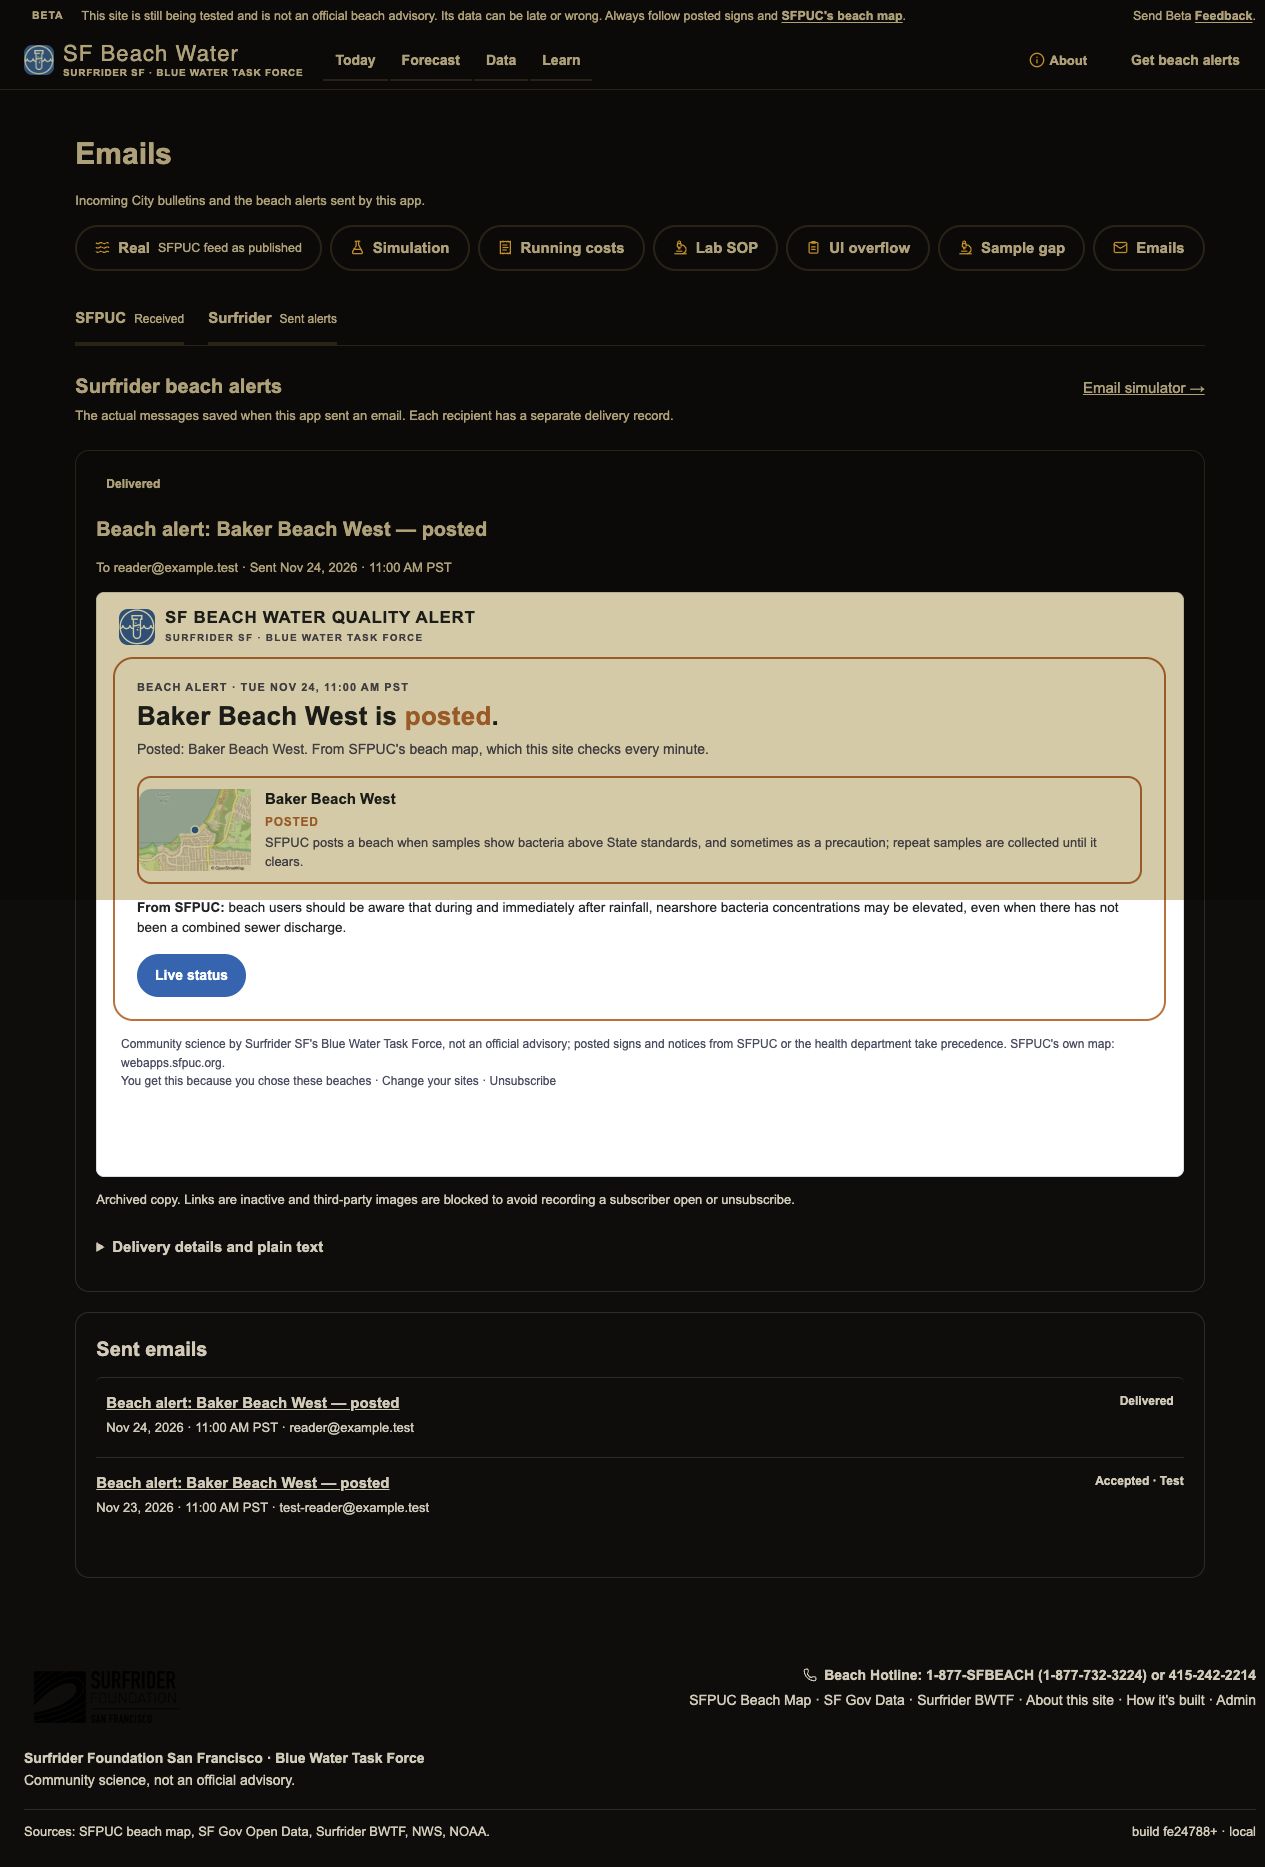 BETA This site is still being tested and is not an official beach advisory. Its data can be late or wrong. Always follow posted signs and SFPUC's beach map. Send Beta Feedback.
SF Beach Water
SURFRIDER SF · BLUE WATER TASK FORCE
Today Forecast Data Learn
About Get beach alerts
Emails
Incoming City bulletins and the beach alerts sent by this app.
Real SFPUC feed as published Simulation Running costs Lab SOP UI overflow Sample gap Emails
SFPUC Received Surfrider Sent alerts
Surfrider beach alerts
Email simulator →
The actual messages saved when this app sent an email. Each recipient has a separate delivery record.
Delivered
Beach alert: Baker Beach West — posted
To reader@example.test · Sent Nov 24, 2026 · 11:00 AM PST
SF BEACH WATER QUALITY ALERT
SURFRIDER SF · BLUE WATER TASK FORCE
BEACH ALERT · TUE NOV 24, 11:00 AM PST
Baker Beach West is posted.
Posted: Baker Beach West. From SFPUC's beach map, which this site checks every minute.
Baker Beach West
POSTED
SFPUC posts a beach when samples show bacteria above State standards, and sometimes as a precaution; repeat samples are collected until it
clears.
© OpenStreetMap
From SFPUC: beach users should be aware that during and immediately after rainfall, nearshore bacteria concentrations may be elevated, even when there has not
been a combined sewer discharge.
Live status
Community science by Surfrider SF's Blue Water Task Force, not an official advisory; posted signs and notices from SFPUC or the health department take precedence. SFPUC's own map:
webapps.sfpuc.org.
You get this because you chose these beaches · Change your sites · Unsubscribe
Archived copy. Links are inactive and third-party images are blocked to avoid recording a subscriber open or unsubscribe.
Delivery details and plain text
Sent emails
Beach alert: Baker Beach West — posted
Delivered
Nov 24, 2026 · 11:00 AM PST · reader@example.test
Beach alert: Baker Beach West — posted
Accepted · Test
Nov 23, 2026 · 11:00 AM PST · test-reader@example.test
SURFRIDER
FOUNDATION
SAN FRANCISCO
Beach Hotline: 1-877-SFBEACH (1-877-732-3224) or 415-242-2214
SFPUC Beach Map · SF Gov Data · Surfrider BWTF · About this site · How it's built · Admin
Surfrider Foundation San Francisco · Blue Water Task Force
Community science, not an official advisory.
Sources: SFPUC beach map, SF Gov Open Data, Surfrider BWTF, NWS, NOAA.
build fe24788+ · local